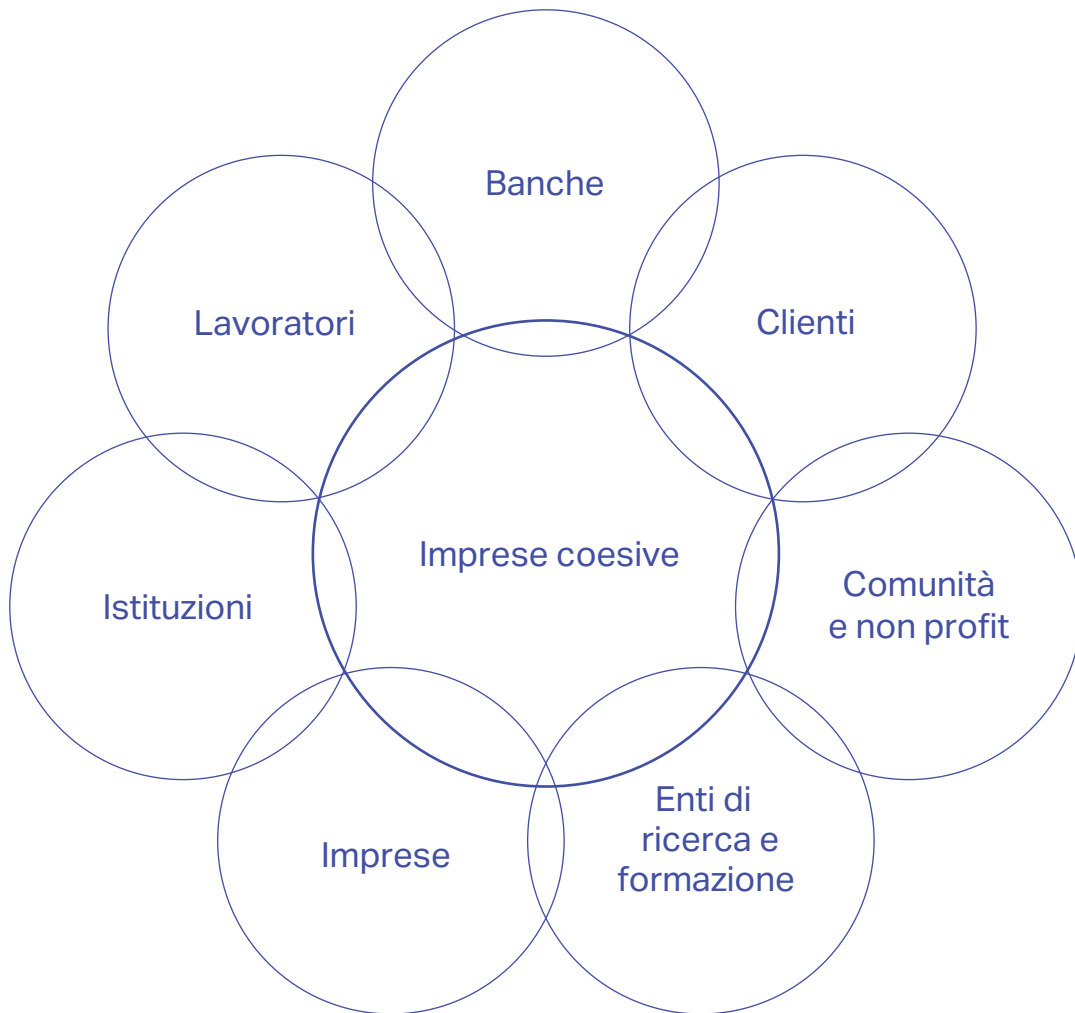 Banche
Lavoratori
Clienti
Imprese coesive
Istituzioni
Comunità
e non profit
Imprese
Enti di
ricerca e
formazione